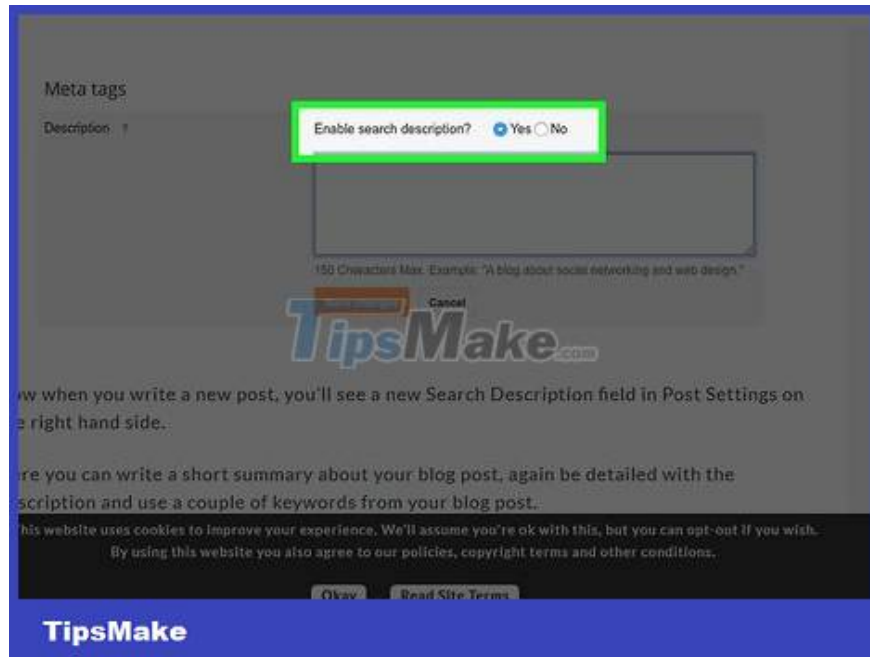 Meta tags
Description ?
Enable search description? Yes No
150 Characters Max. Example: "A blog about social networking and web design."
Cancel
TipsMake.com
ow when you write a new post, you'll see a new Search Description field in Post Settings on
e right hand side.
re you can write a short summary about your blog post, again be detailed with the
scription and use a couple of keywords from your blog post.
his website uses cookies to improve your experience. We'll assume you're ok with this, but you can opt-out if you wish.
By using this website you also agree to our policies, copyright terms and other conditions.
Okay Read Site Terms
TipsMake